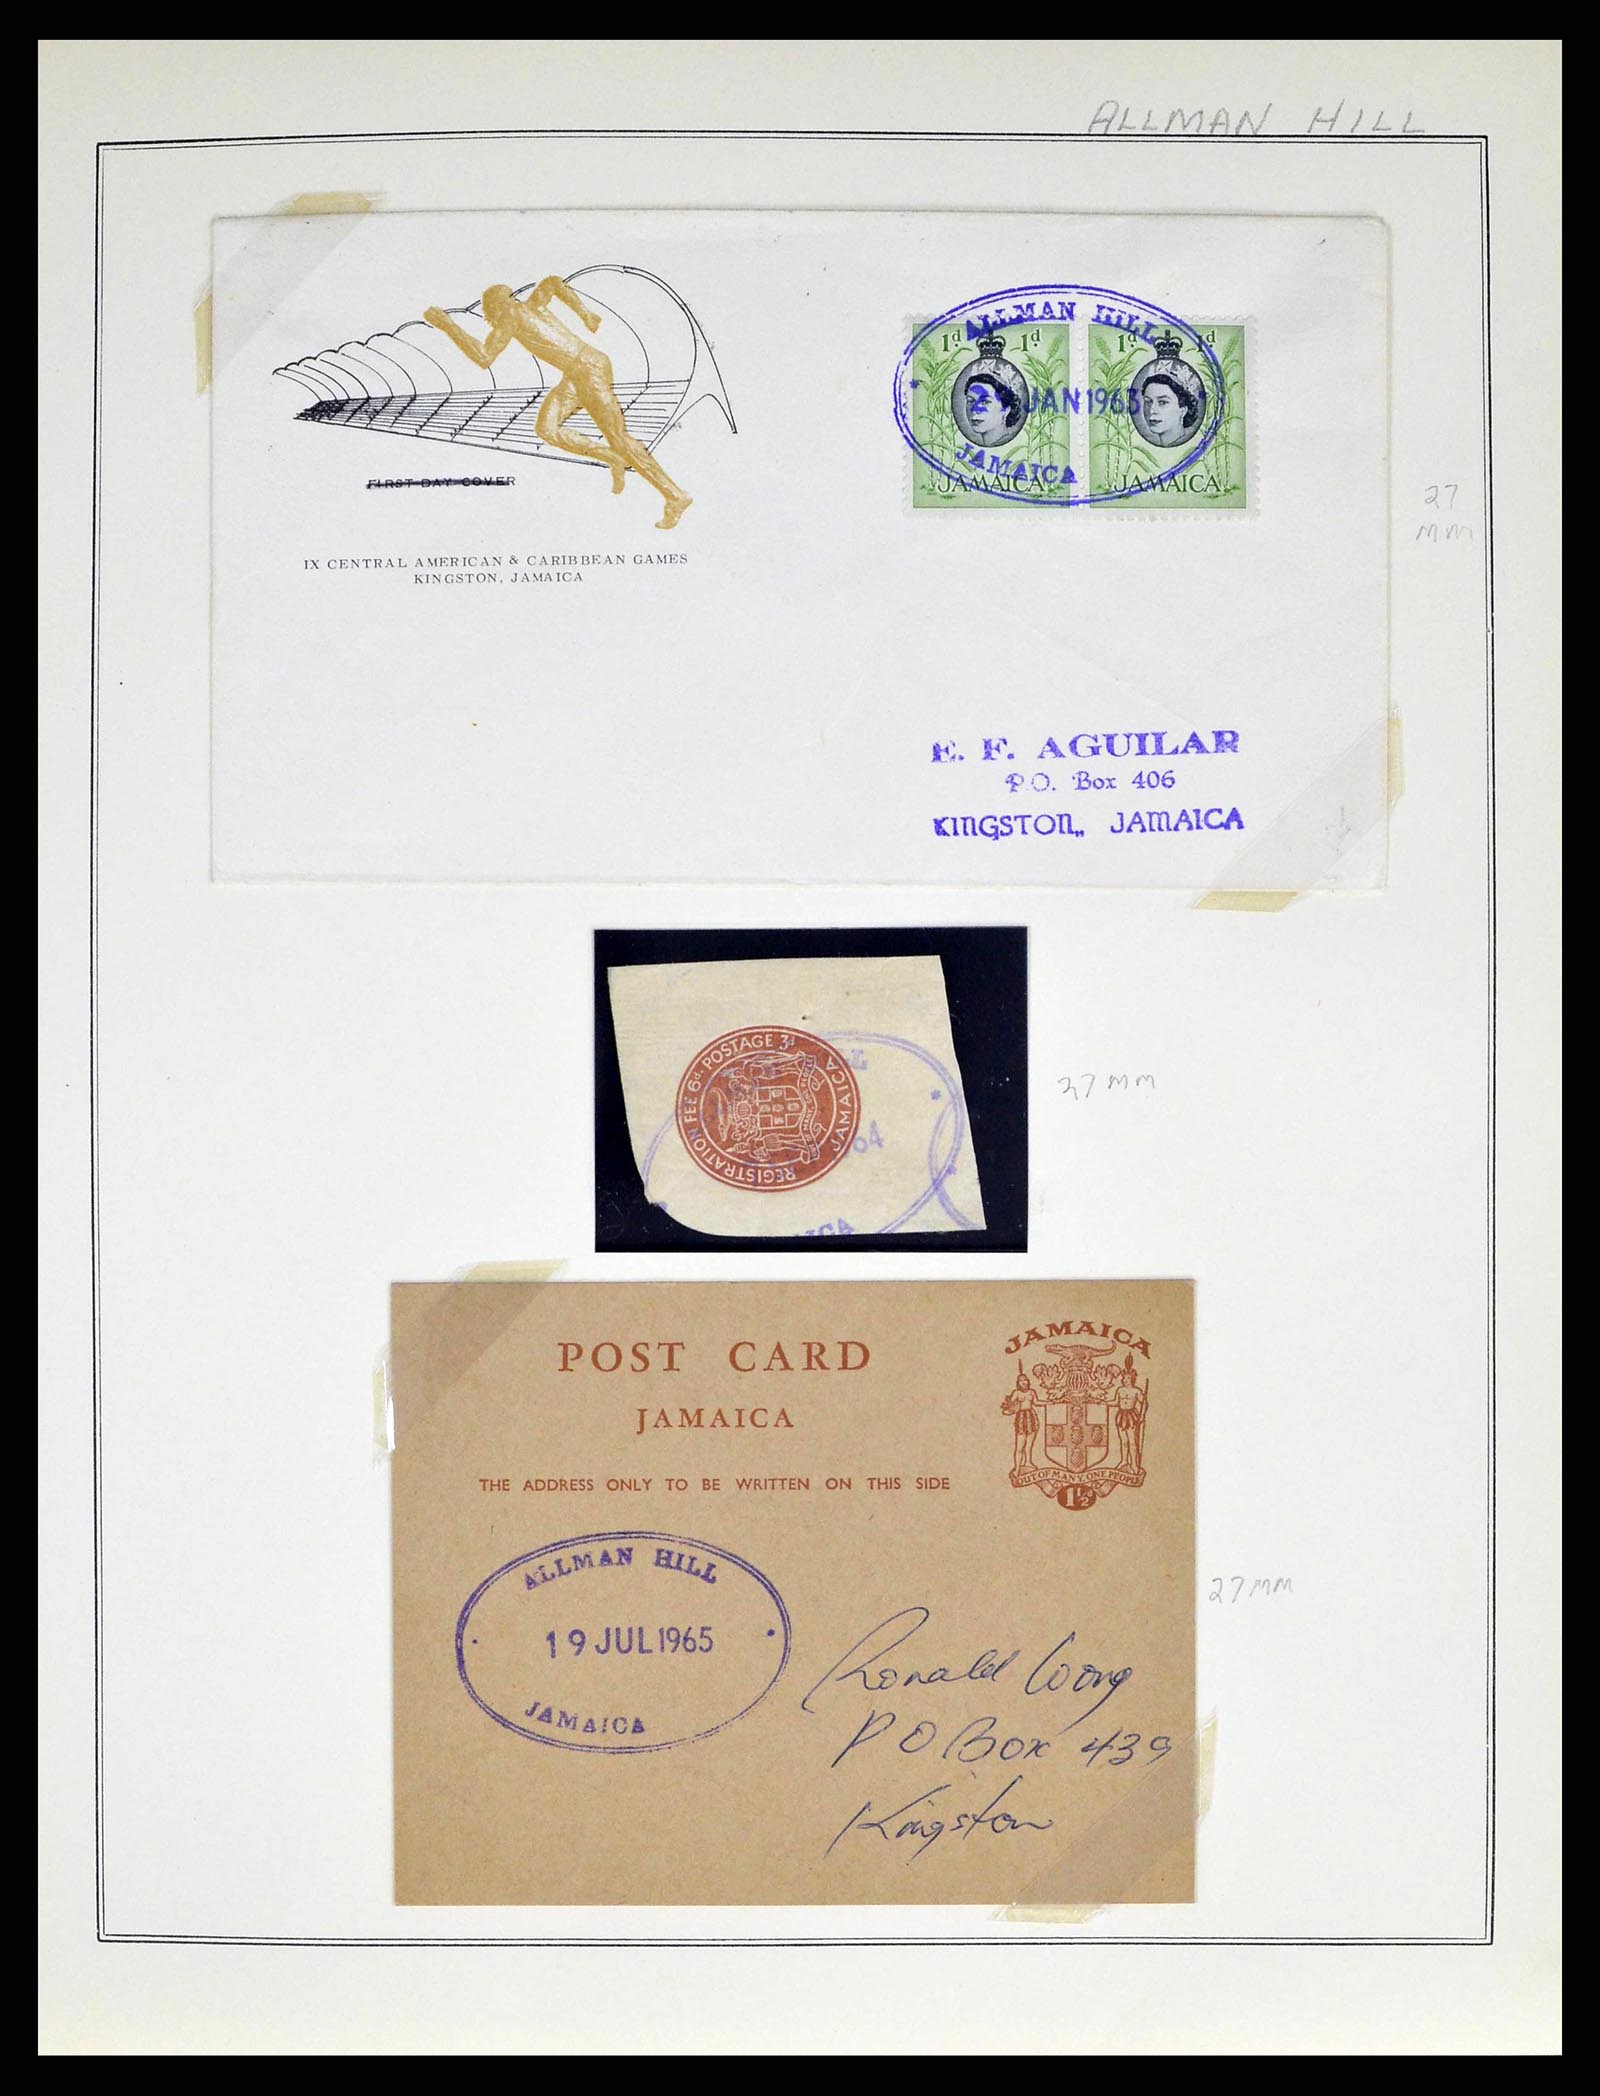 ALLMAN HILL
ALLMAN HILL
1d 1d 1d
JAN 1963
JAMAICA
JAMAICA JAMAICA
FIRST DAY COVER
IX CENTRAL AMERICAN & CARIBBEAN GAMES
KINGSTON, JAMAICA
27
MM
E. F. AGUILAR
P.O. Box 406
KINGSTON, JAMAICA
REGISTRATION FEE 6d. POSTAGE 3d
JAMAICA
27MM
POST CARD
JAMAICA
THE ADDRESS ONLY TO BE WRITTEN ON THIS SIDE
JAMAICA
OUT OF MANY, ONE PEOPLE
1½d
ALLMAN HILL
19 JUL 1965
JAMAICA
27MM
Ronald Wong
P O Box 439
Kingston